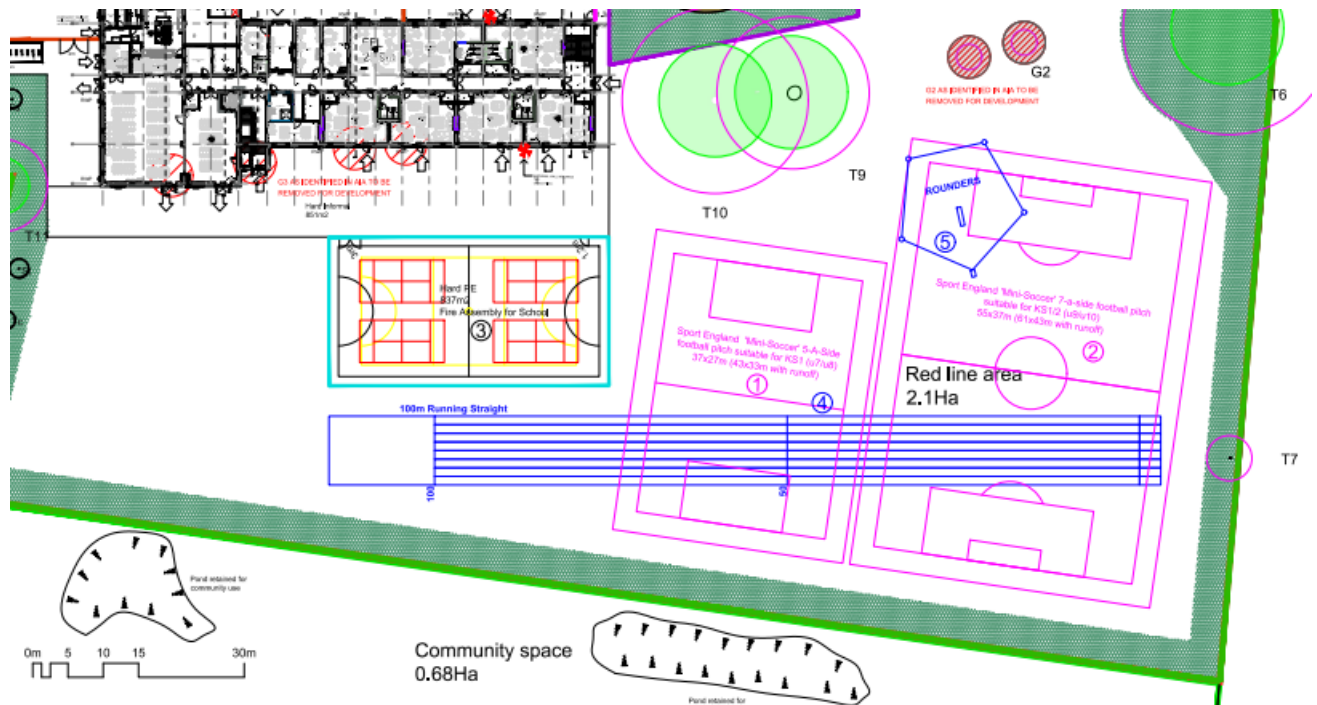 G2
G2 AS IDENTIFIED IN AIA TO BE
REMOVED FOR DEVELOPMENT
T6
T9
T10
G3 AS IDENTIFIED IN AIA TO BE
REMOVED FOR DEVELOPMENT
Hard Informal
851m2
T11
ROUNDERS
5
Sport England 'Mini-Soccer' 7-a-side football pitch
suitable for KS1/2 (u9/u10)
55x37m (61x43m with runoff)
2
Hard PE
837m2
Fire Assembly for School
3
Sport England 'Mini-Soccer' 5-A-Side
football pitch suitable for KS1 (u7/u8)
37x27m (43x33m with runoff)
1
4
Red line area
2.1Ha
100m Running Straight
100
50
T7
Pond retained for
community use
0m 5 10 15 30m
Community space
0.68Ha
Pond retained for